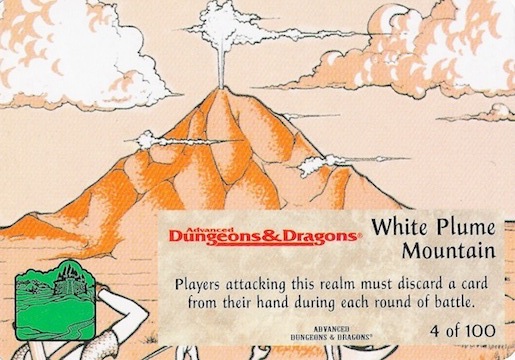 White Plume
Mountain
Advanced
Dungeons&Dragons®
Players attacking this realm must discard a card
from their hand during each round of battle.
ADVANCED
DUNGEONS & DRAGONS®
4 of 100